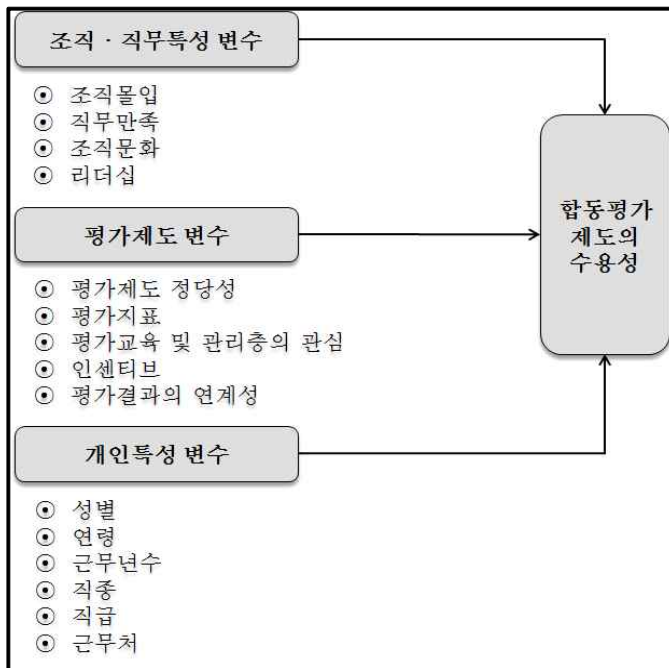 조직 · 직무특성 변수
⊙ 조직몰입
⊙ 직무만족
⊙ 조직문화
⊙ 리더십
평가제도 변수
⊙ 평가제도 정당성
⊙ 평가지표
⊙ 평가교육 및 관리층의 관심
⊙ 인센티브
⊙ 평가결과의 연계성
개인특성 변수
⊙ 성별
⊙ 연령
⊙ 근무년수
⊙ 직종
⊙ 직급
⊙ 근무처
합동평가
제도의
수용성